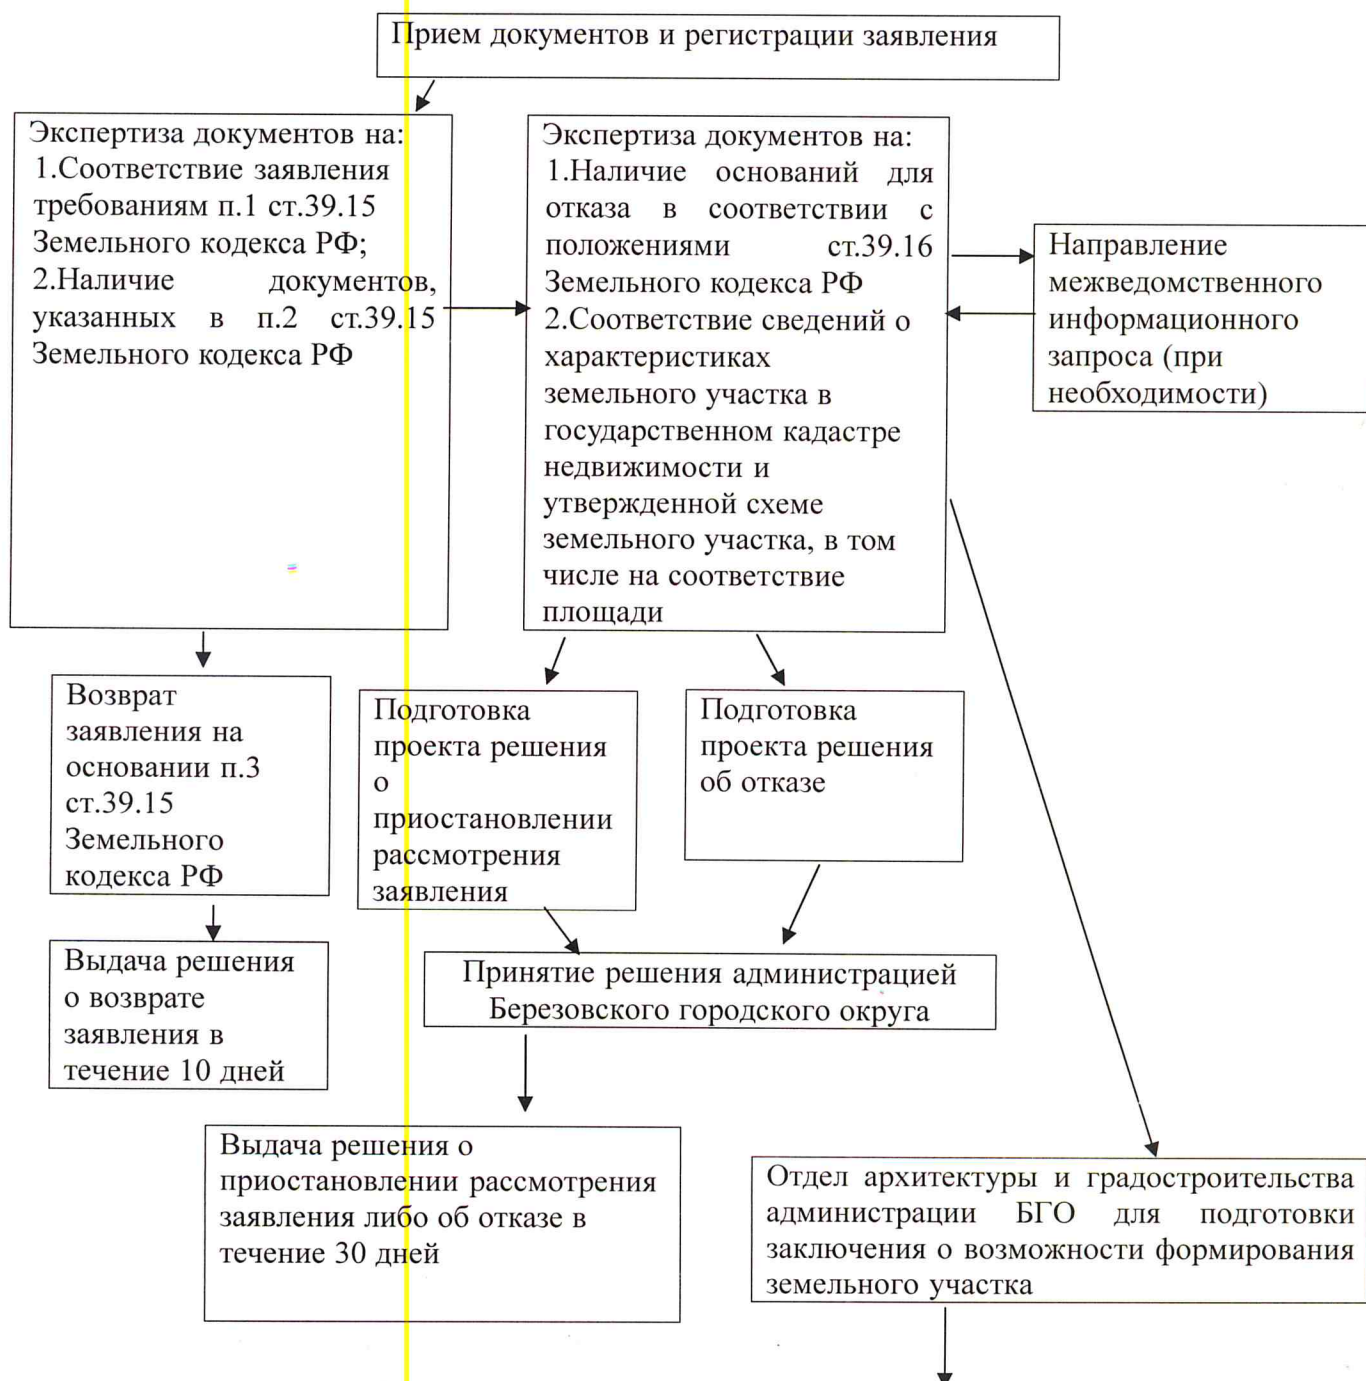 Прием документов и регистрации заявления
Экспертиза документов на:
1.Соответствие заявления
требованиям п.1 ст.39.15
Земельного кодекса РФ;
2.Наличие документов,
указанных в п.2 ст.39.15
Земельного кодекса РФ
Экспертиза документов на:
1.Наличие оснований для
отказа в соответствии с
положениями ст.39.16
Земельного кодекса РФ
2.Соответствие сведений о
характеристиках
земельного участка в
государственном кадастре
недвижимости и
утвержденной схеме
земельного участка, в том
числе на соответствие
площади
Направление
межведомственного
информационного
запроса (при
необходимости)
Возврат
заявления на
основании п.3
ст.39.15
Земельного
кодекса РФ
Подготовка
проекта решения
о
приостановлении
рассмотрения
заявления
Подготовка
проекта решения
об отказе
Выдача решения
о возврате
заявления в
течение 10 дней
Принятие решения администрацией
Березовского городского округа
Выдача решения о
приостановлении рассмотрения
заявления либо об отказе в
течение 30 дней
Отдел архитектуры и градостроительства
администрации БГО для подготовки
заключения о возможности формирования
земельного участка